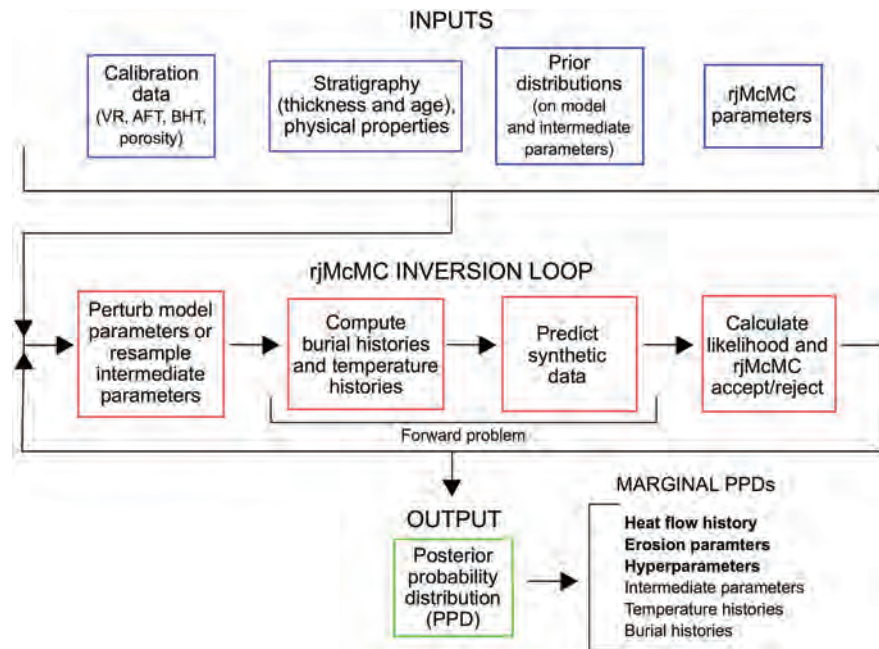 INPUTS
Calibration
data
(VR, AFT, BHT,
porosity)
Stratigraphy
(thickness and age),
physical properties
Prior
distributions
(on model
and intermediate
parameters)
rjMcMC
parameters
rjMcMC INVERSION LOOP
Perturb model
parameters or
resample
intermediate
parameters
Compute
burial histories
and temperature
histories
Predict
synthetic
data
Calculate
likelihood and
rjMcMC
accept/reject
Forward problem
OUTPUT
Posterior
probability
distribution
(PPD)
MARGINAL PPDs
Heat flow history
Erosion paramters
Hyperparameters
Intermediate parameters
Temperature histories
Burial histories